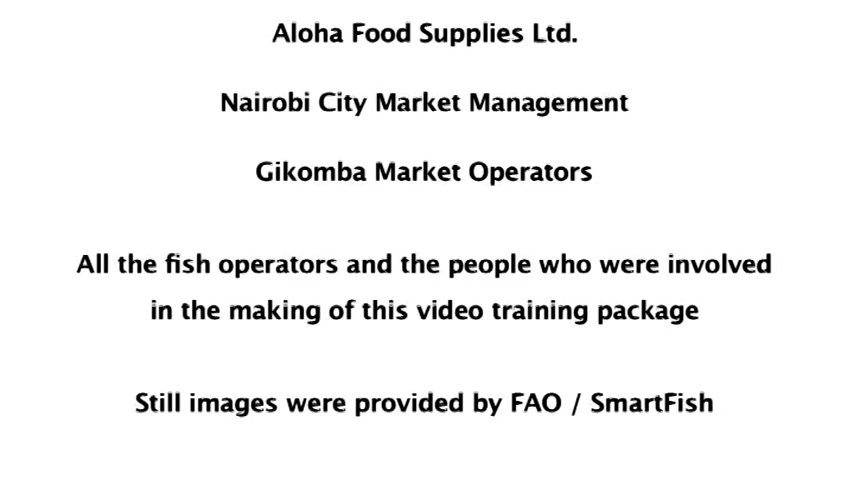 Aloha Food Supplies Ltd.
Nairobi City Market Management
Gikomba Market Operators
All the fish operators and the people who were involved
in the making of this video training package
Still images were provided by FAO / SmartFish